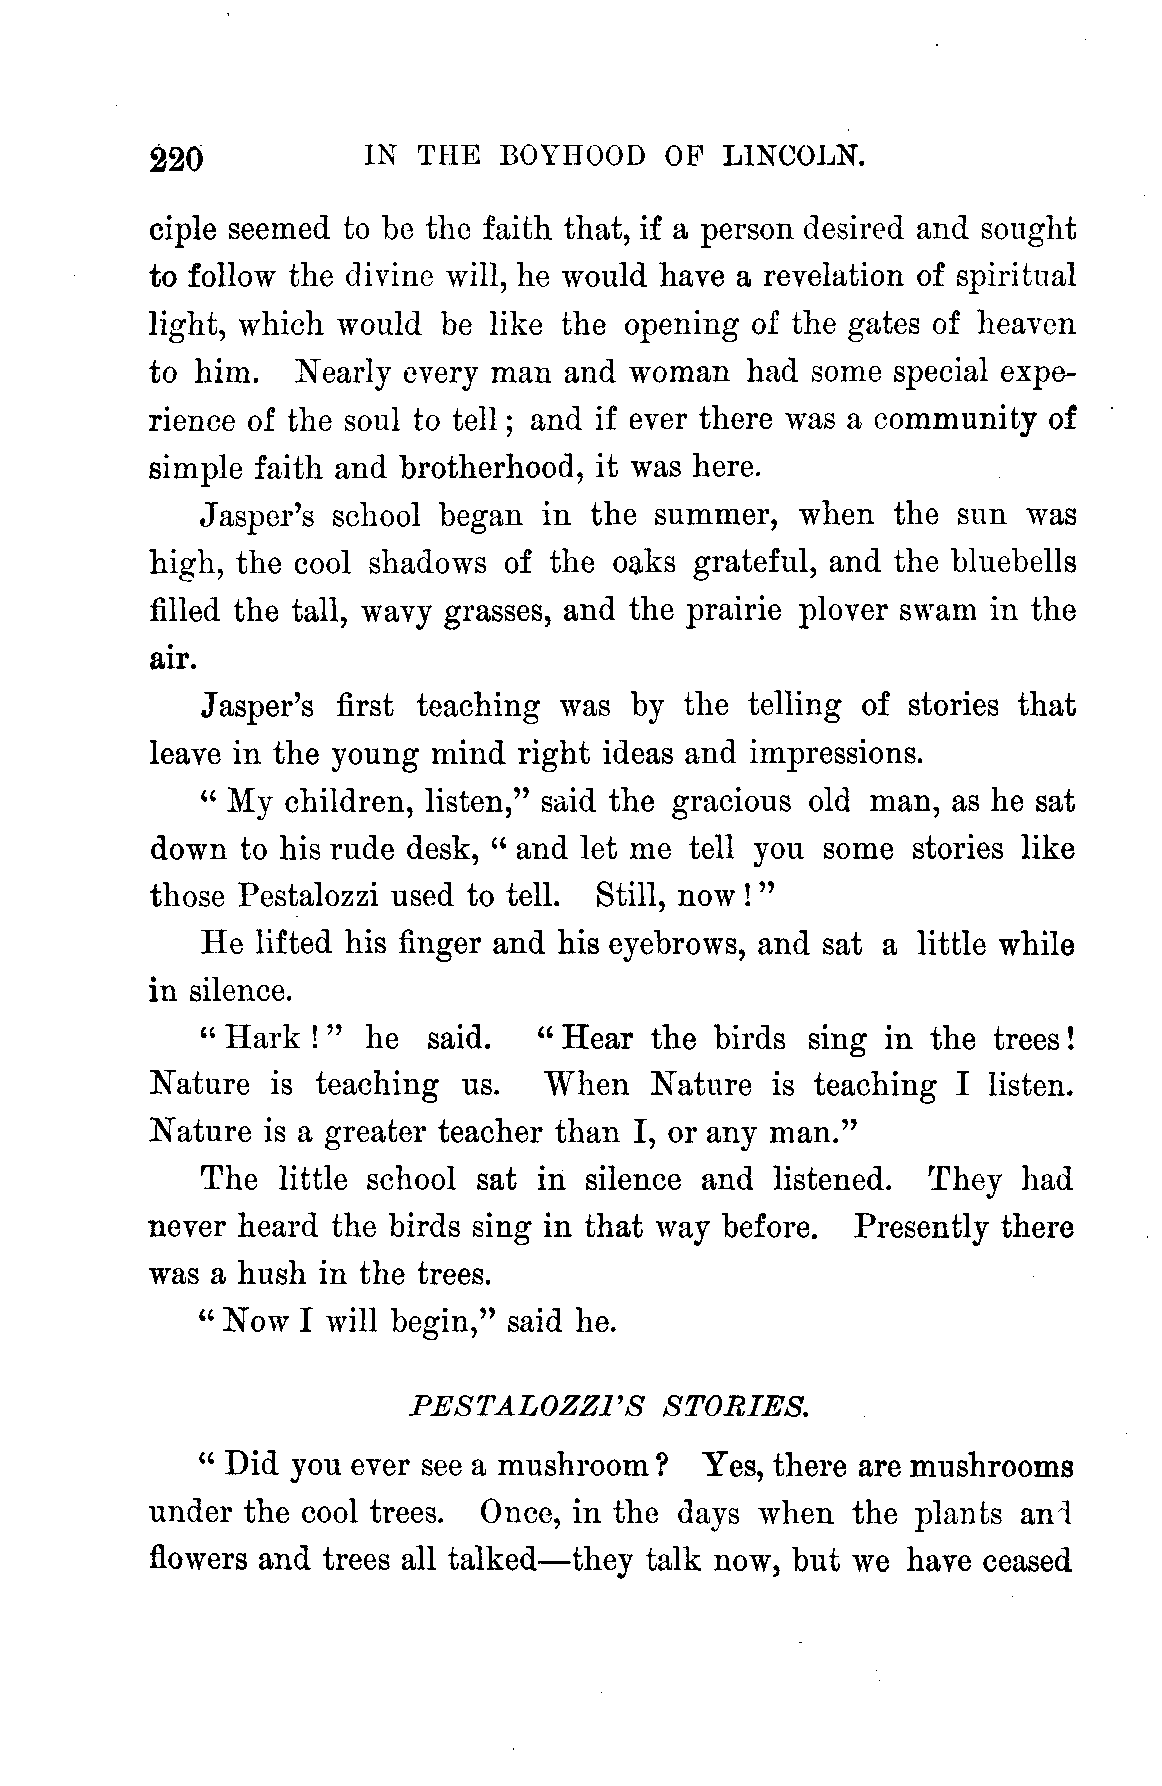 220 IN THE BOYHOOD OF LINCOLN.
ciple seemed to be the faith that, if a person desired and sought
to follow the divine will, he would have a revelation of spiritual
light, which would be like the opening of the gates of heaven
to him. Nearly every man and woman had some special expe-
rience of the soul to tell; and if ever there was a community of
simple faith and brotherhood, it was here.
Jasper's school began in the summer, when the sun was
high, the cool shadows of the oaks grateful, and the bluebells
filled the tall, wavy grasses, and the prairie plover swam in the
air.
Jasper's first teaching was by the telling of stories that
leave in the young mind right ideas and impressions.
"My children, listen," said the gracious old man, as he sat
down to his rude desk, "and let me tell you some stories like
those Pestalozzi used to tell. Still, now!"
He lifted his finger and his eyebrows, and sat a little while
in silence.
"Hark!" he said. "Hear the birds sing in the trees!
Nature is teaching us. When Nature is teaching I listen.
Nature is a greater teacher than I, or any man."
The little school sat in silence and listened. They had
never heard the birds sing in that way before. Presently there
was a hush in the trees.
"Now I will begin," said he.
PESTALOZZI'S STORIES.
"Did you ever see a mushroom? Yes, there are mushrooms
under the cool trees. Once, in the days when the plants and
flowers and trees all talked—they talk now, but we have ceased